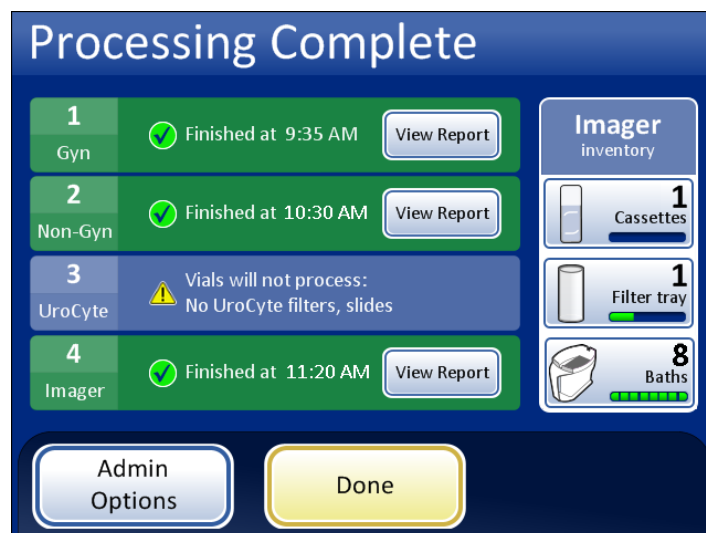 Processing Complete
1
Gyn
Finished at 9:35 AM
View Report
2
Non-Gyn
Finished at 10:30 AM
View Report
3
UroCyte
Vials will not process:
No UroCyte filters, slides
4
Imager
Finished at 11:20 AM
View Report
Imager
inventory
1
Cassettes
1
Filter tray
8
Baths
Admin
Options
Done